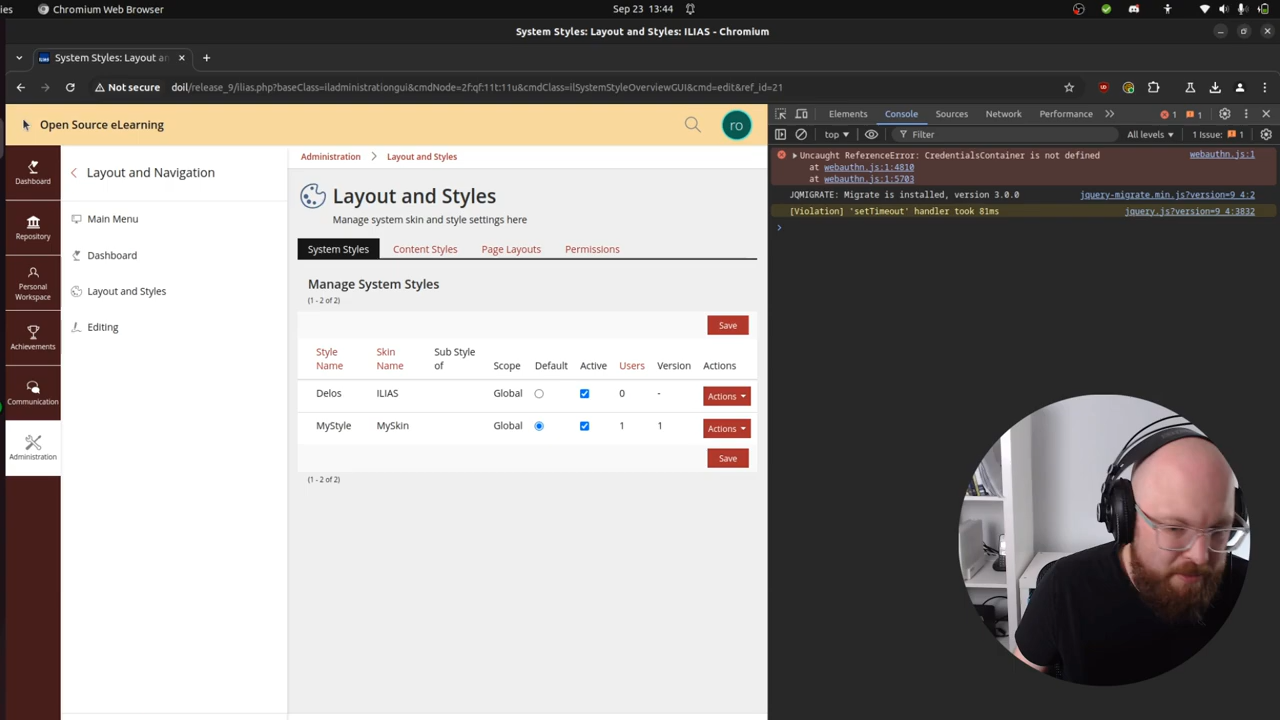 ies Chromium Web Browser Sep 23 13:44
System Styles: Layout and Styles: ILIAS - Chromium
System Styles: Layout an
Not secure doil/release_9/ilias.php?baseClass=iladministrationgui&cmdNode=2f:qf:11t:11u&cmdClass=ilSystemStyleOverviewGUI&cmd=edit&ref_id=21
Open Source eLearning
ro
Dashboard
Repository
Personal
Workspace
Achievements
Communication
Administration
Layout and Navigation
Main Menu
Dashboard
Layout and Styles
Editing
Administration Layout and Styles
Layout and Styles
Manage system skin and style settings here
System Styles Content Styles Page Layouts Permissions
Manage System Styles
(1 - 2 of 2)
Save
Style Name Skin Name Sub Style of Scope Default Active Users Version Actions
Delos ILIAS Global 0 - Actions
MyStyle MySkin Global 1 1 Actions
Save
(1 - 2 of 2)
Elements Console Sources Network Performance 1 1
top Filter All levels 1 Issue: 1
Uncaught ReferenceError: CredentialsContainer is not defined webauthn.js:1
at webauthn.js:1:4810
at webauthn.js:1:5703
JQMIGRATE: Migrate is installed, version 3.0.0 jquery-migrate.min.js?version=9_4:2
[Violation] 'setTimeout' handler took 81ms jquery.js?version=9_4:3832